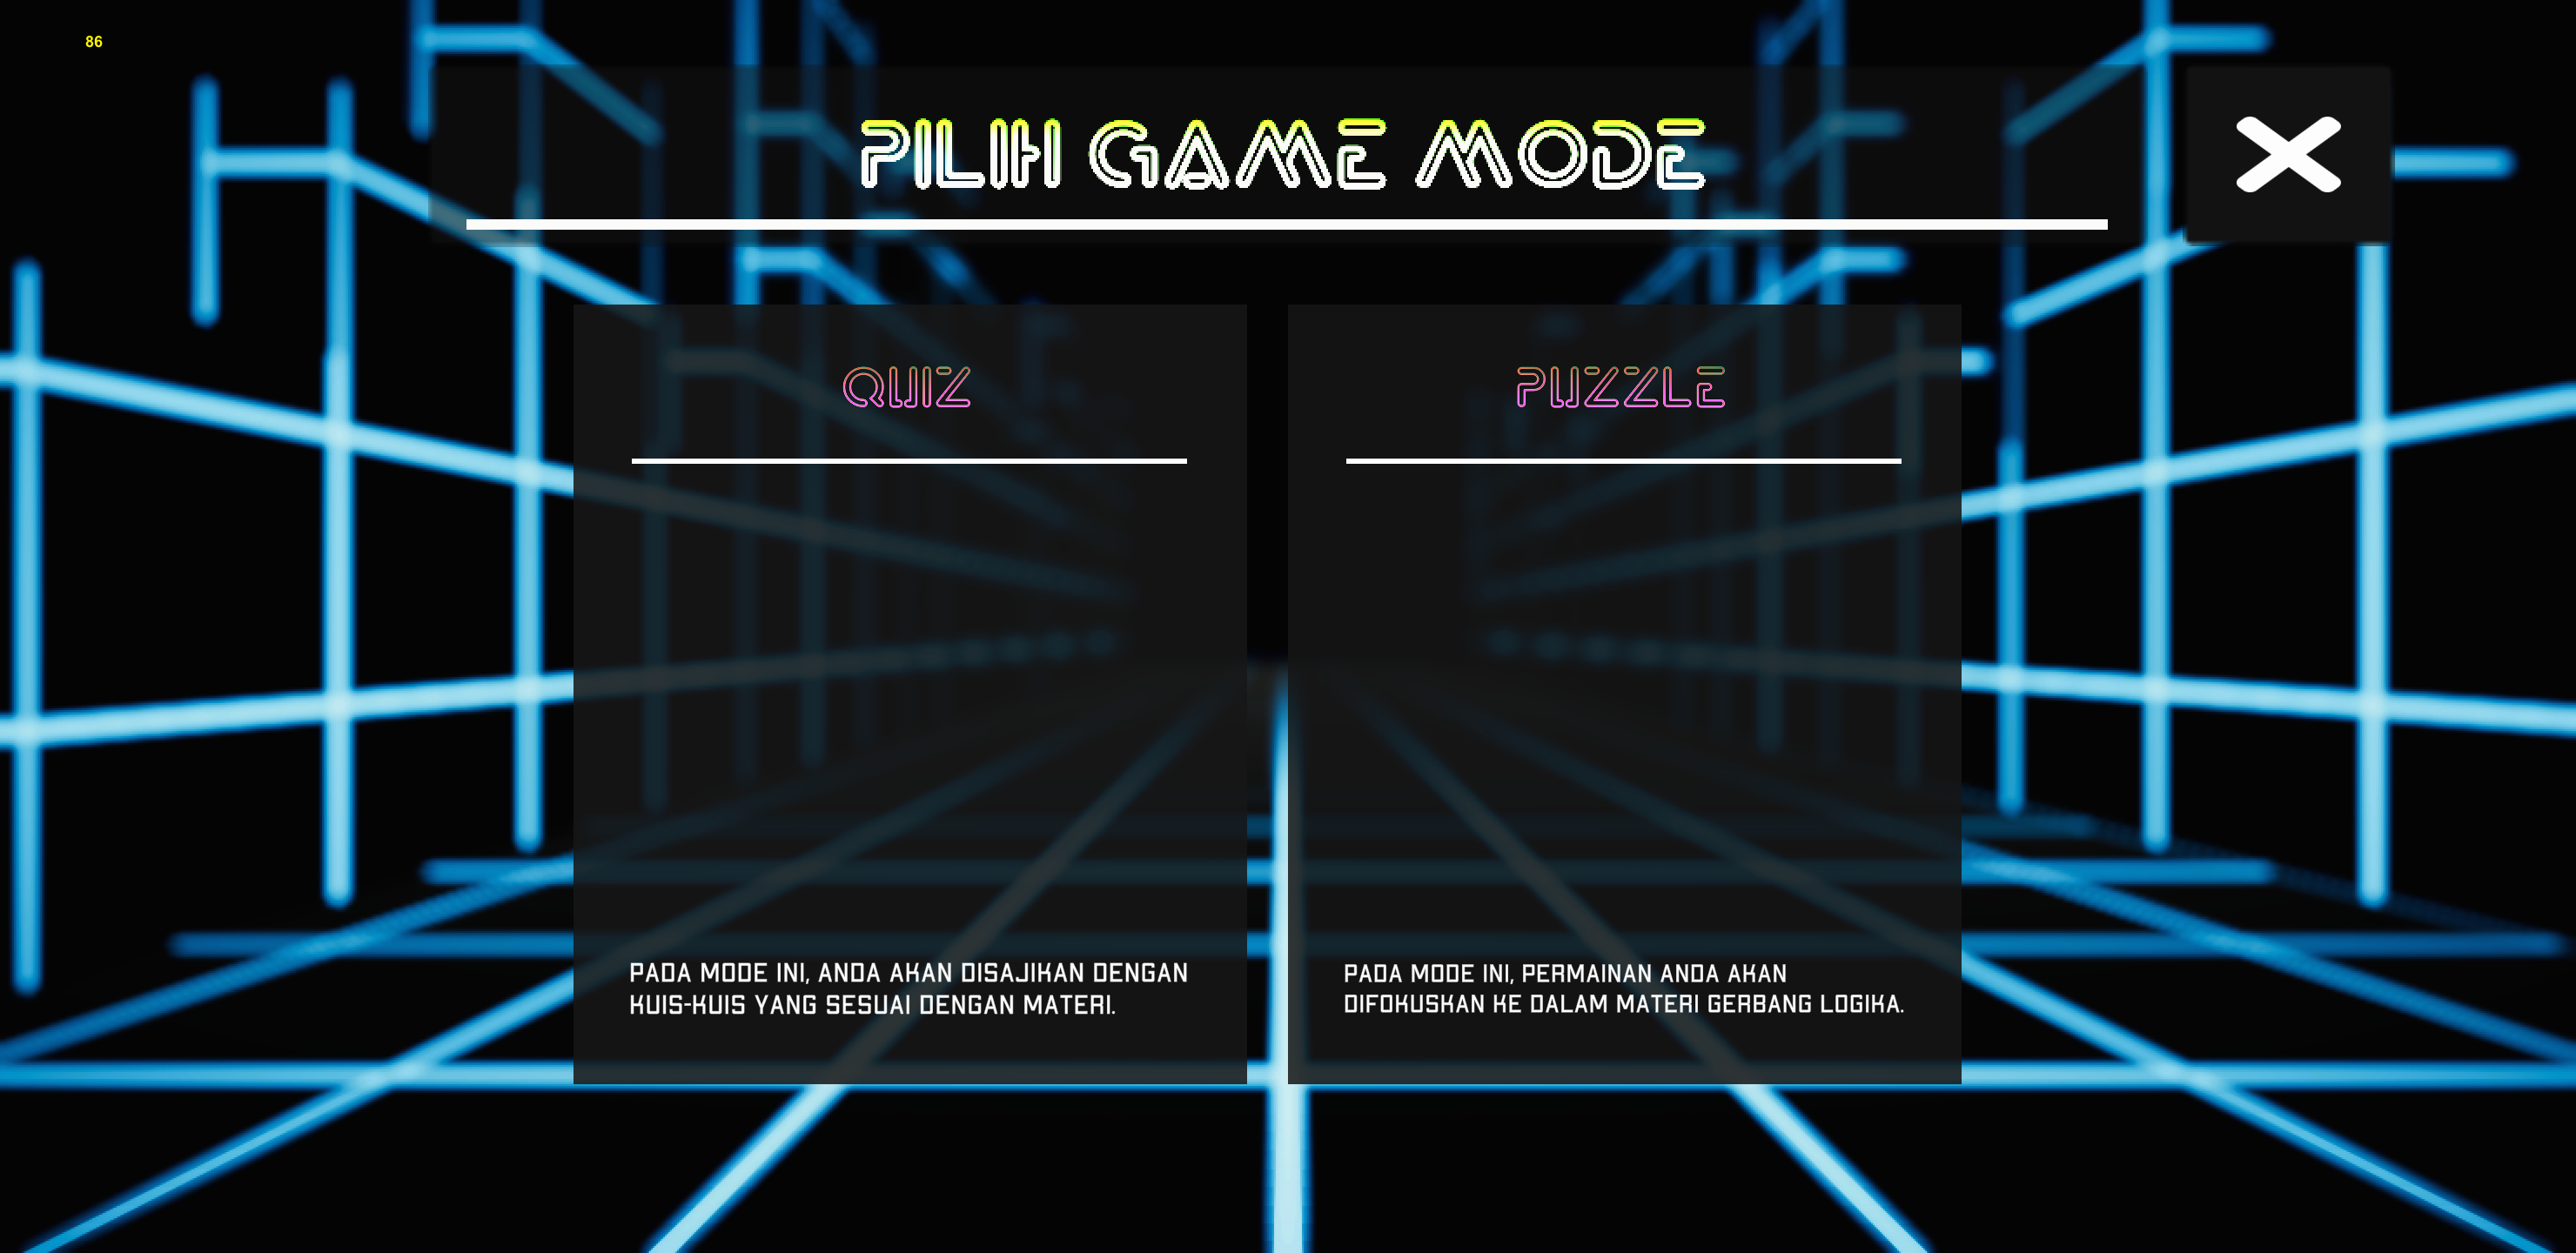 86
PILIH GAME MODE
QUIZ
PADA MODE INI, ANDA AKAN DISAJIKAN DENGAN
KUIS-KUIS YANG SESUAI DENGAN MATERI.
PUZZLE
PADA MODE INI, PERMAINAN ANDA AKAN
DIFOKUSKAN KE DALAM MATERI GERBANG LOGIKA.